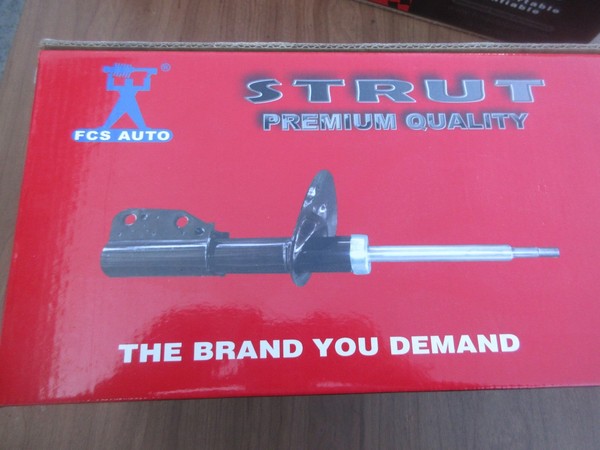 STRUT
PREMIUM QUALITY
®
FCS AUTO
THE BRAND YOU DEMAND